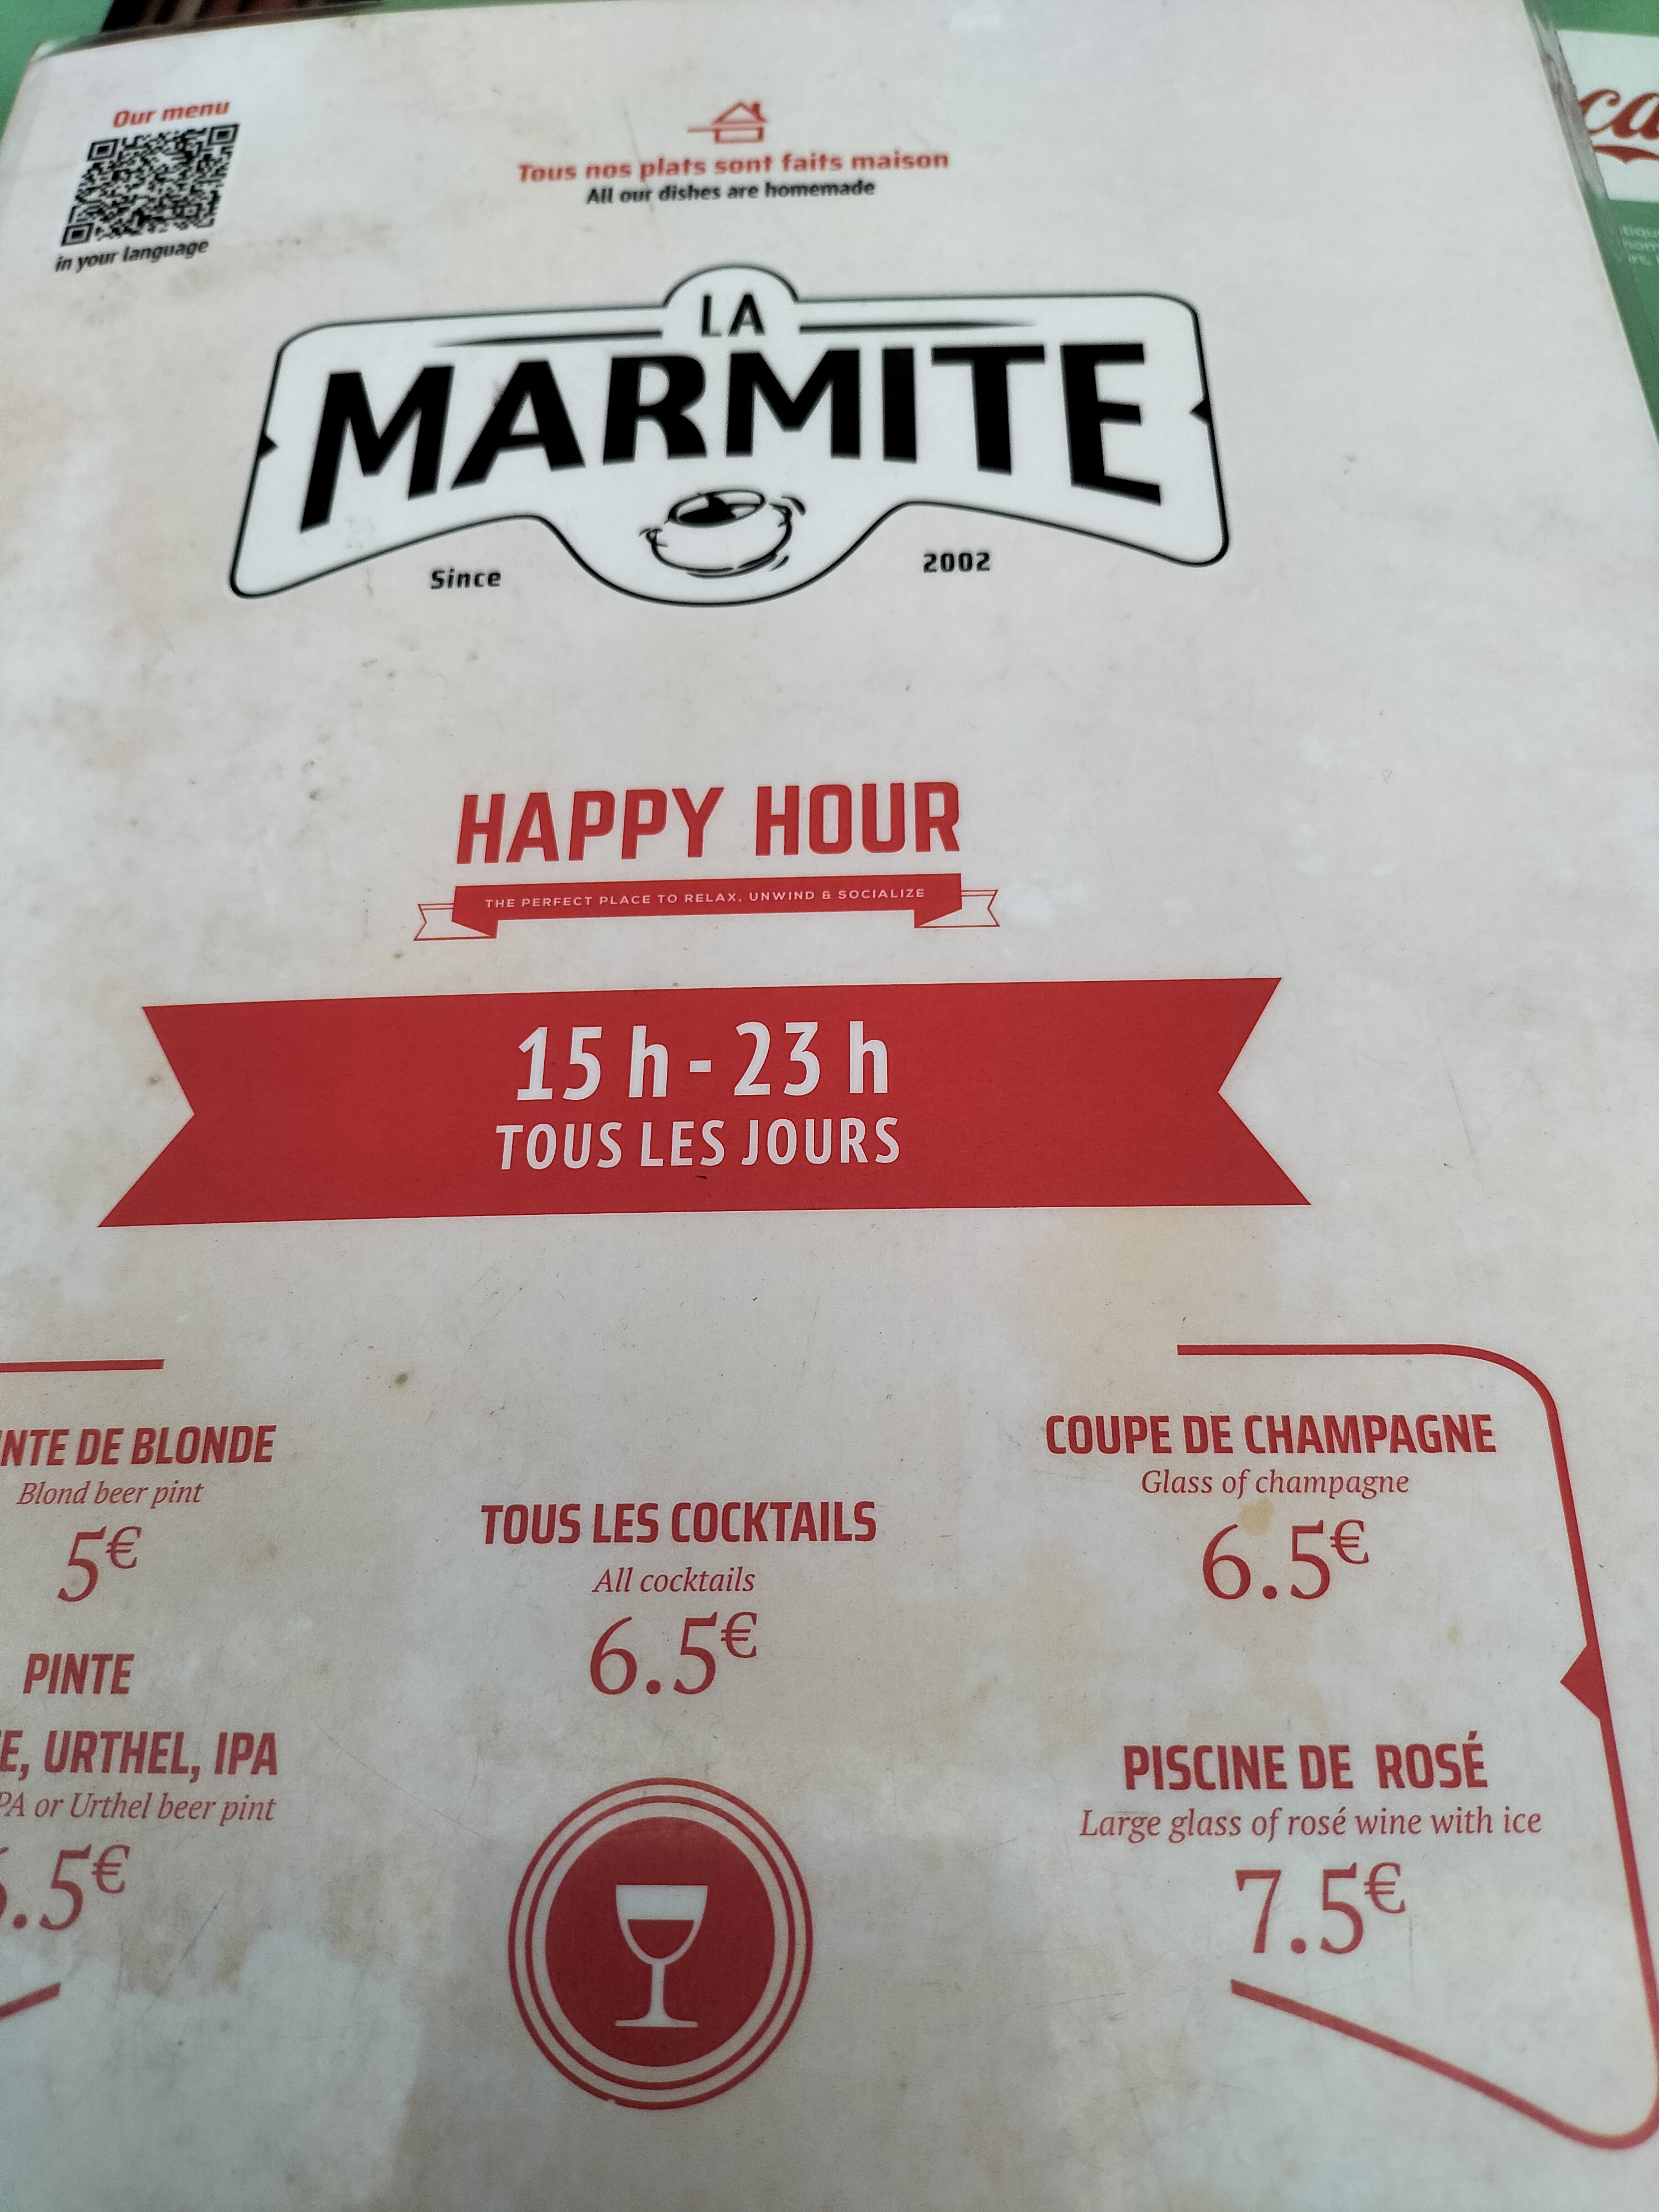 Our menu
in your language
Tous nos plats sont faits maison
All our dishes are homemade
LA
MARMITE
Since 2002
HAPPY HOUR
THE PERFECT PLACE TO RELAX, UNWIND & SOCIALIZE
15 h - 23 h
TOUS LES JOURS
NTE DE BLONDE
Blond beer pint
5€
PINTE
E, URTHEL, IPA
PA or Urthel beer pint
.5€
TOUS LES COCKTAILS
All cocktails
6.5€
COUPE DE CHAMPAGNE
Glass of champagne
6.5€
PISCINE DE ROSÉ
Large glass of rosé wine with ice
7.5€
ca